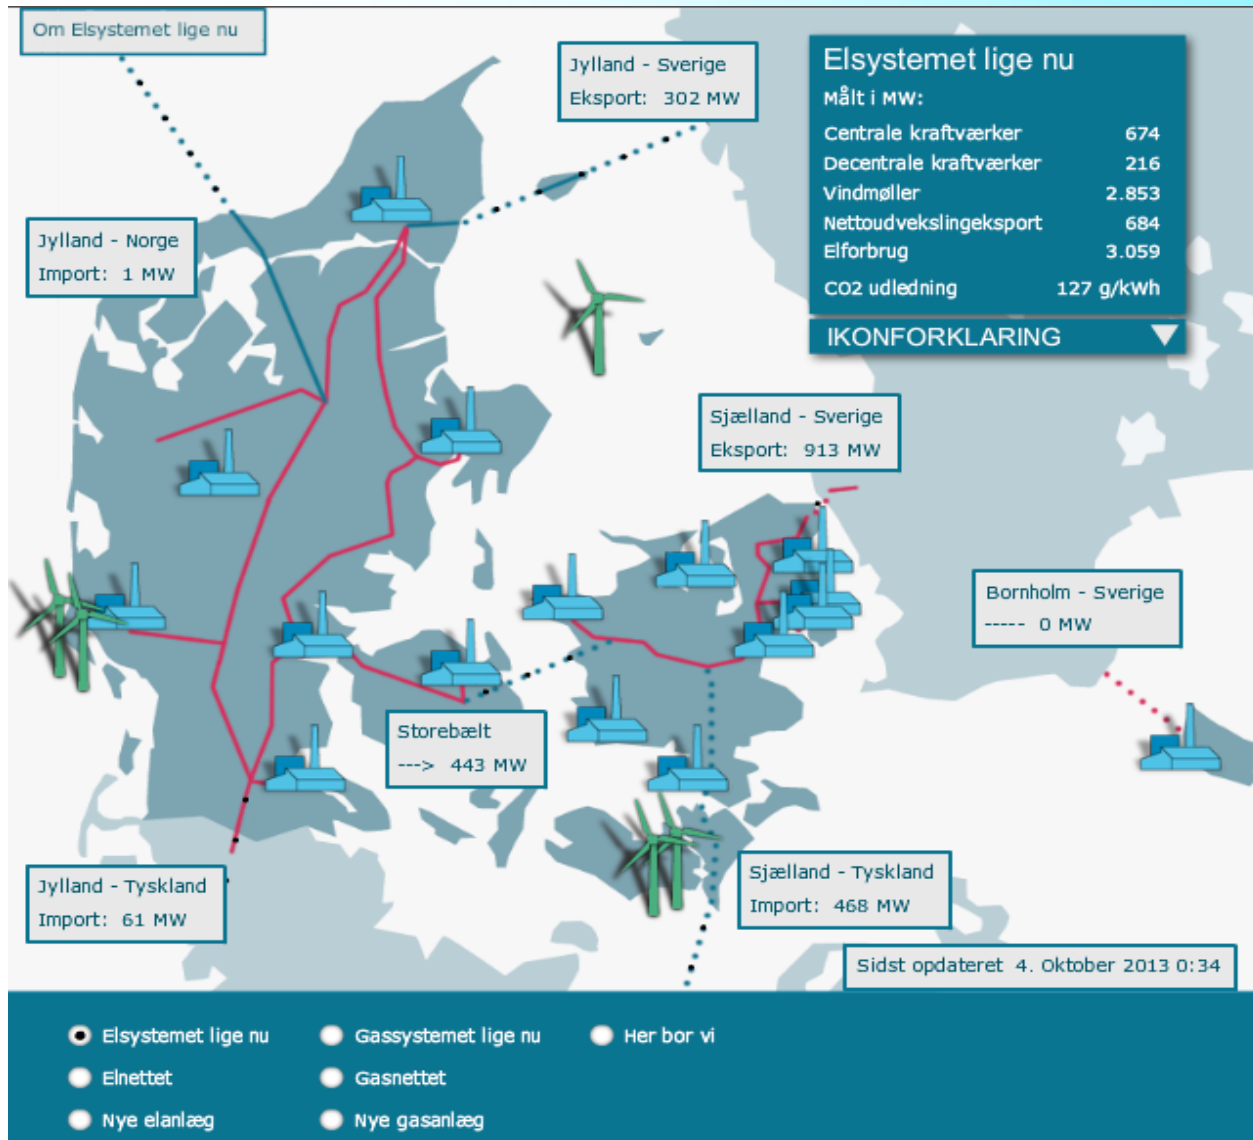 Om Elsystemet lige nu
Jylland - Sverige
Eksport: 302 MW
Elsystemet lige nu
Målt i MW:
Centrale kraftværker 674
Decentrale kraftværker 216
Vindmøller 2.853
Nettoudvekslingeksport 684
Elforbrug 3.059
CO2 udledning 127 g/kWh
IKONFORKLARING
Jylland - Norge
Import: 1 MW
Sjælland - Sverige
Eksport: 913 MW
Bornholm - Sverige
----- 0 MW
Storebælt
---> 443 MW
Jylland - Tyskland
Import: 61 MW
Sjælland - Tyskland
Import: 468 MW
Sidst opdateret 4. Oktober 2013 0:34
Elsystemet lige nu
Gassystemet lige nu
Her bor vi
Elnettet
Gasnettet
Nye elanlæg
Nye gasanlæg